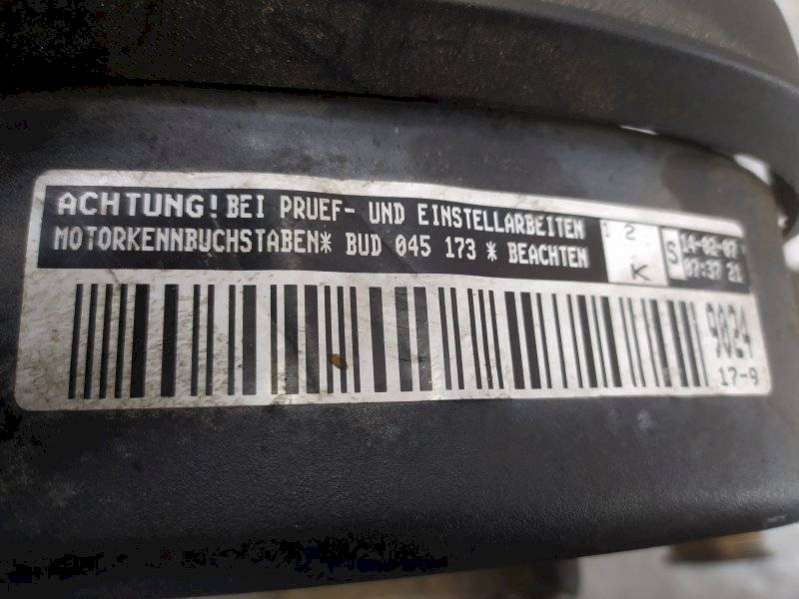 ACHTUNG! BEI PRUEF- UND EINSTELLARBEITEN
MOTORKENNBUCHSTABEN* BUD 045 173 * BEACHTEN
2
K
S
14-02-07
07:37 21
9024
17-9